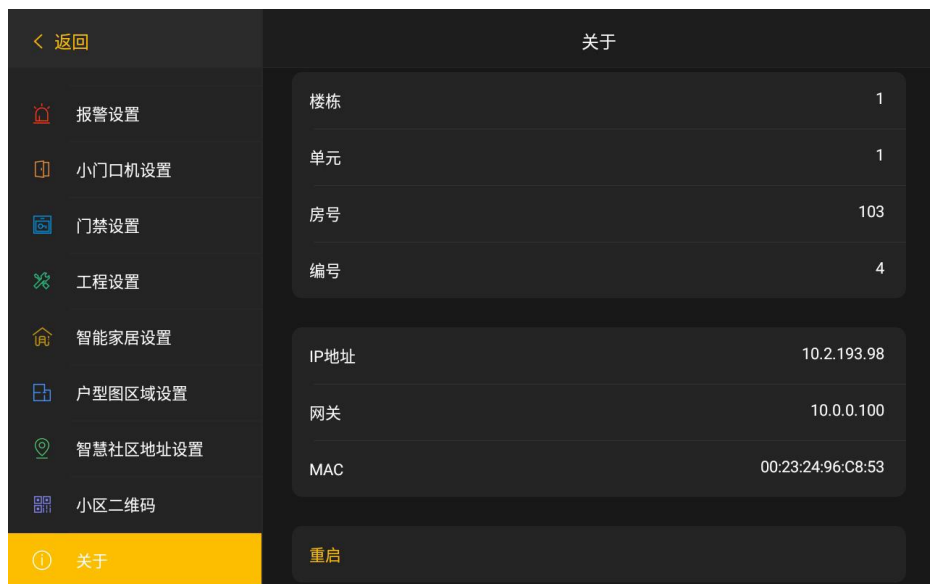 返回
关于
报警设置
小门口机设置
门禁设置
工程设置
智能家居设置
户型图区域设置
智慧社区地址设置
小区二维码
关于
楼栋 1
单元 1
房号 103
编号 4
IP地址 10.2.193.98
网关 10.0.0.100
MAC 00:23:24:96:C8:53
重启